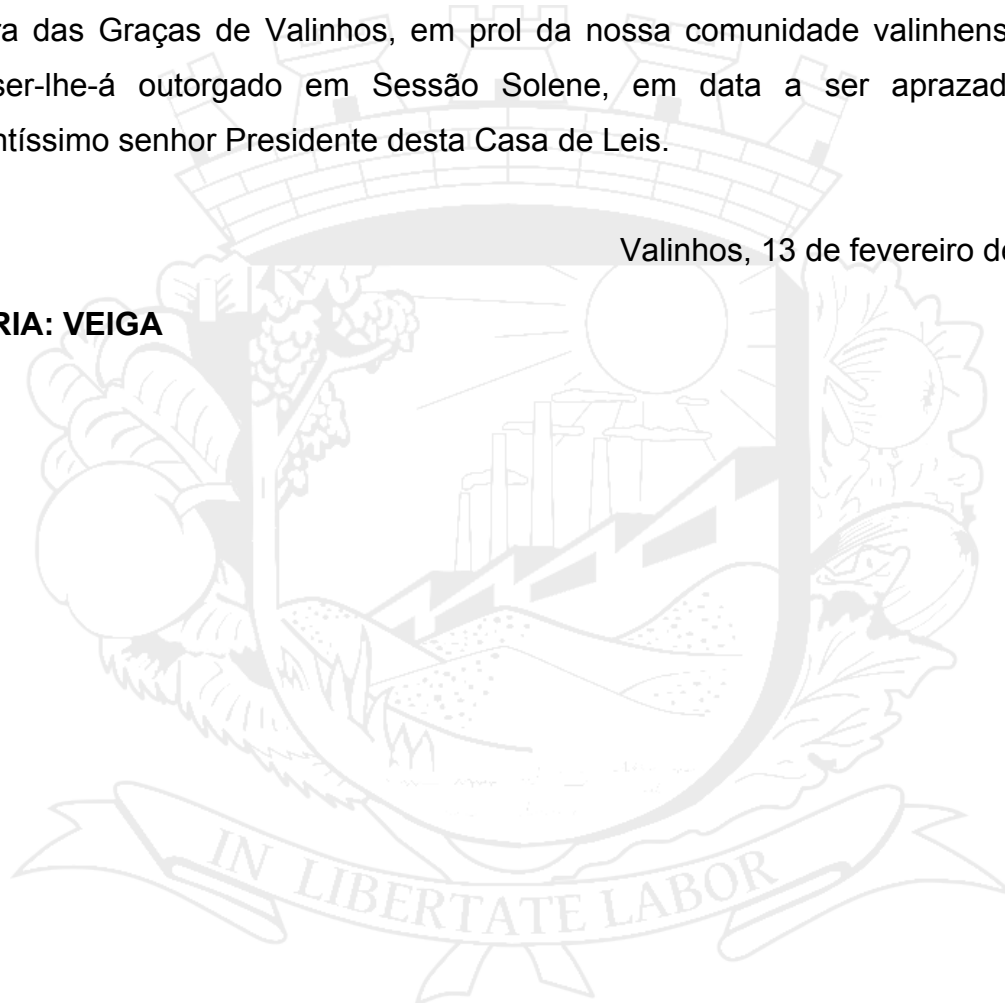 ra das Graças de Valinhos, em prol da nossa comunidade valinhens
ser-lhe-á outorgado em Sessão Solene, em data a ser aprazad
ntíssimo senhor Presidente desta Casa de Leis.
Valinhos, 13 de fevereiro d
RIA: VEIGA
IN LIBERTATE LABOR